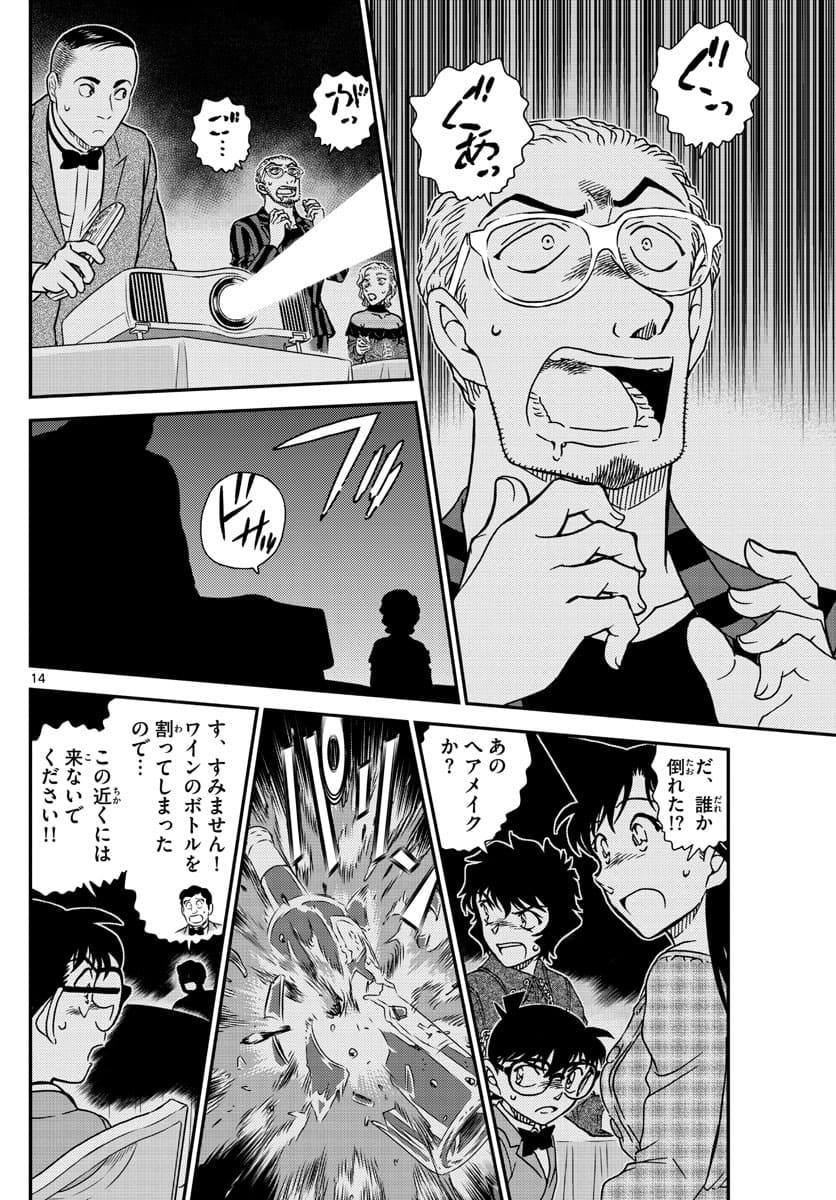 ぐっ
ぐあっ
がっ
ご…
ドドッ
14
だ、誰か
倒れた!?
あの
ヘアメイク
か?
す、すみません!
ワインのボトルを
割ってしまった
ので…
この近くには
来ないで
ください!!